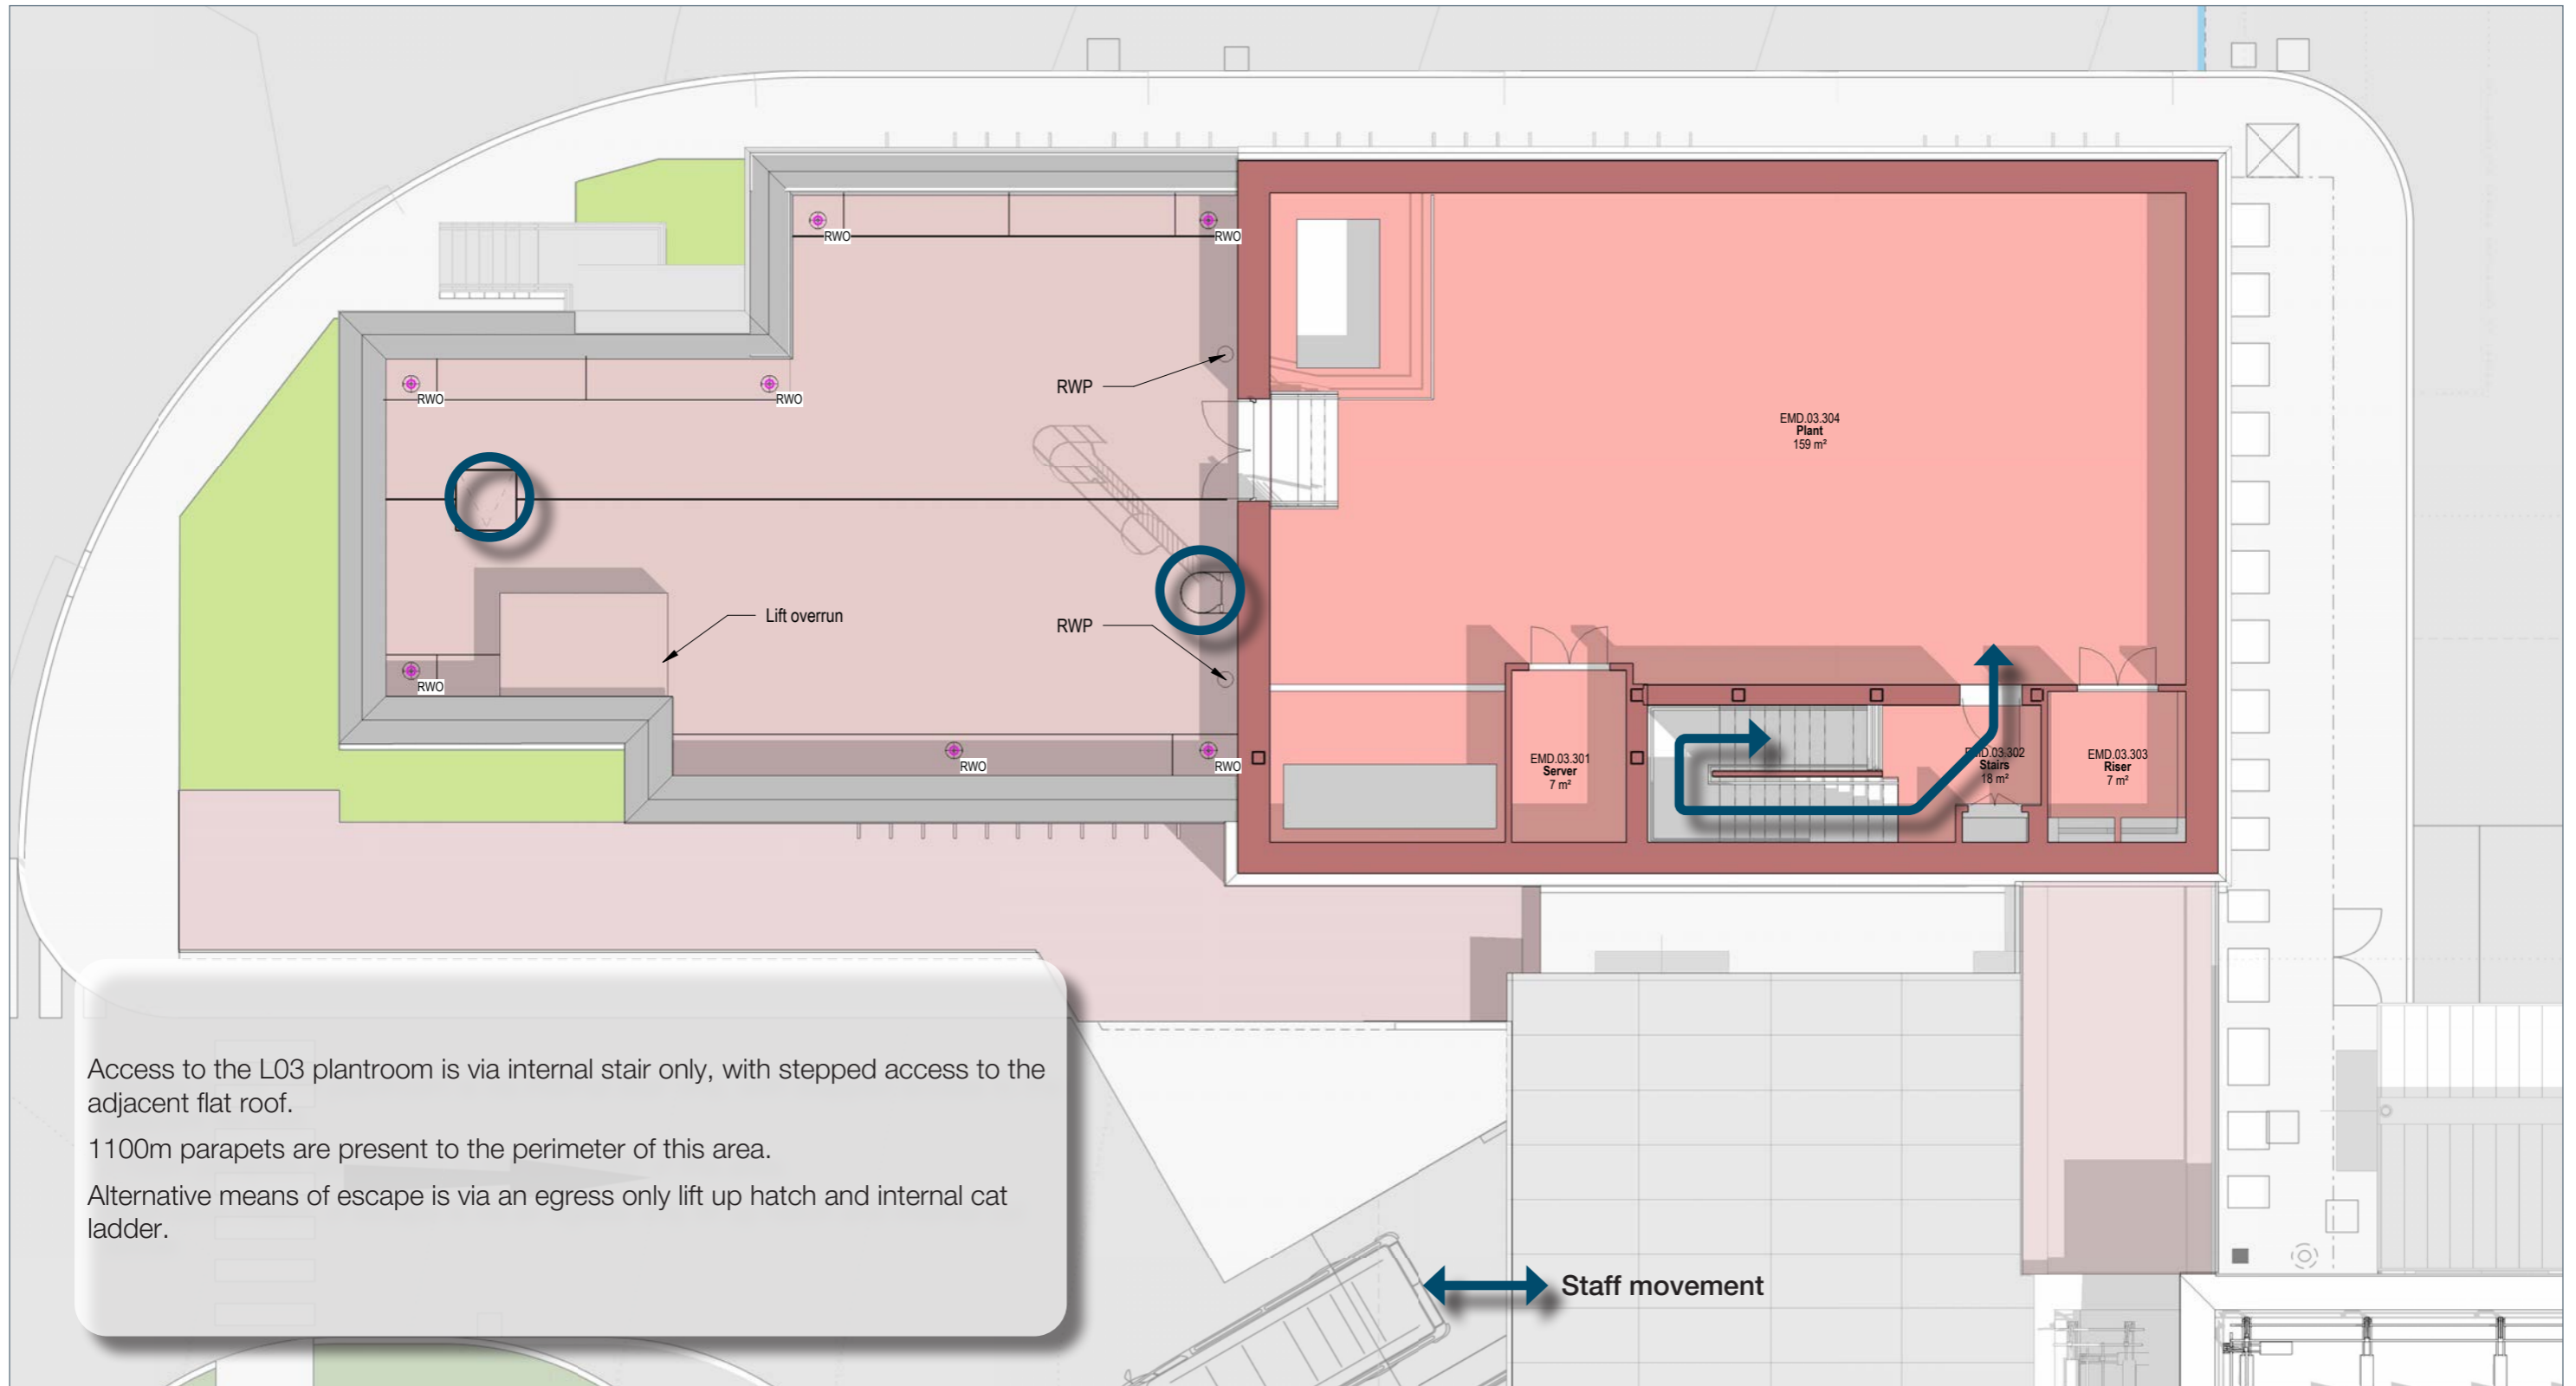 RWO
RWO
RWO
RWO
RWP
EMD.03.304
Plant
159 m²
Lift overrun
RWP
RWO
RWO
RWO
EMD.03.301
Server
7 m²
EMD.03.302
Stairs
18 m²
EMD.03.303
Riser
7 m²
Access to the L03 plantroom is via internal stair only, with stepped access to the
adjacent flat roof.
1100m parapets are present to the perimeter of this area.
Alternative means of escape is via an egress only lift up hatch and internal cat
ladder.
Staff movement